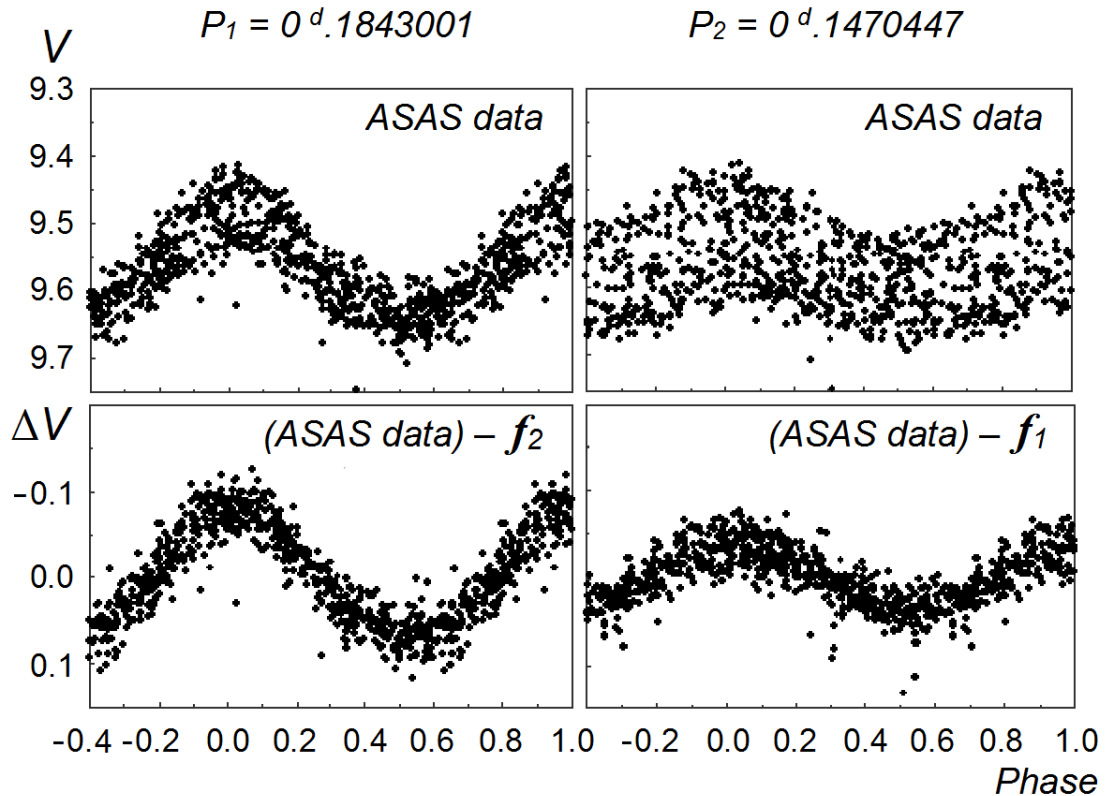 P1 = 0 d.1843001
P2 = 0 d.1470447
V
9.3
9.4
9.5
9.6
9.7
ASAS data
ASAS data
ΔV
−0.1
0.0
0.1
(ASAS data) – f2
(ASAS data) – f1
−0.4 -0.2 0.0 0.2 0.4 0.6 0.8 1.0
-0.2 0.0 0.2 0.4 0.6 0.8 1.0
Phase